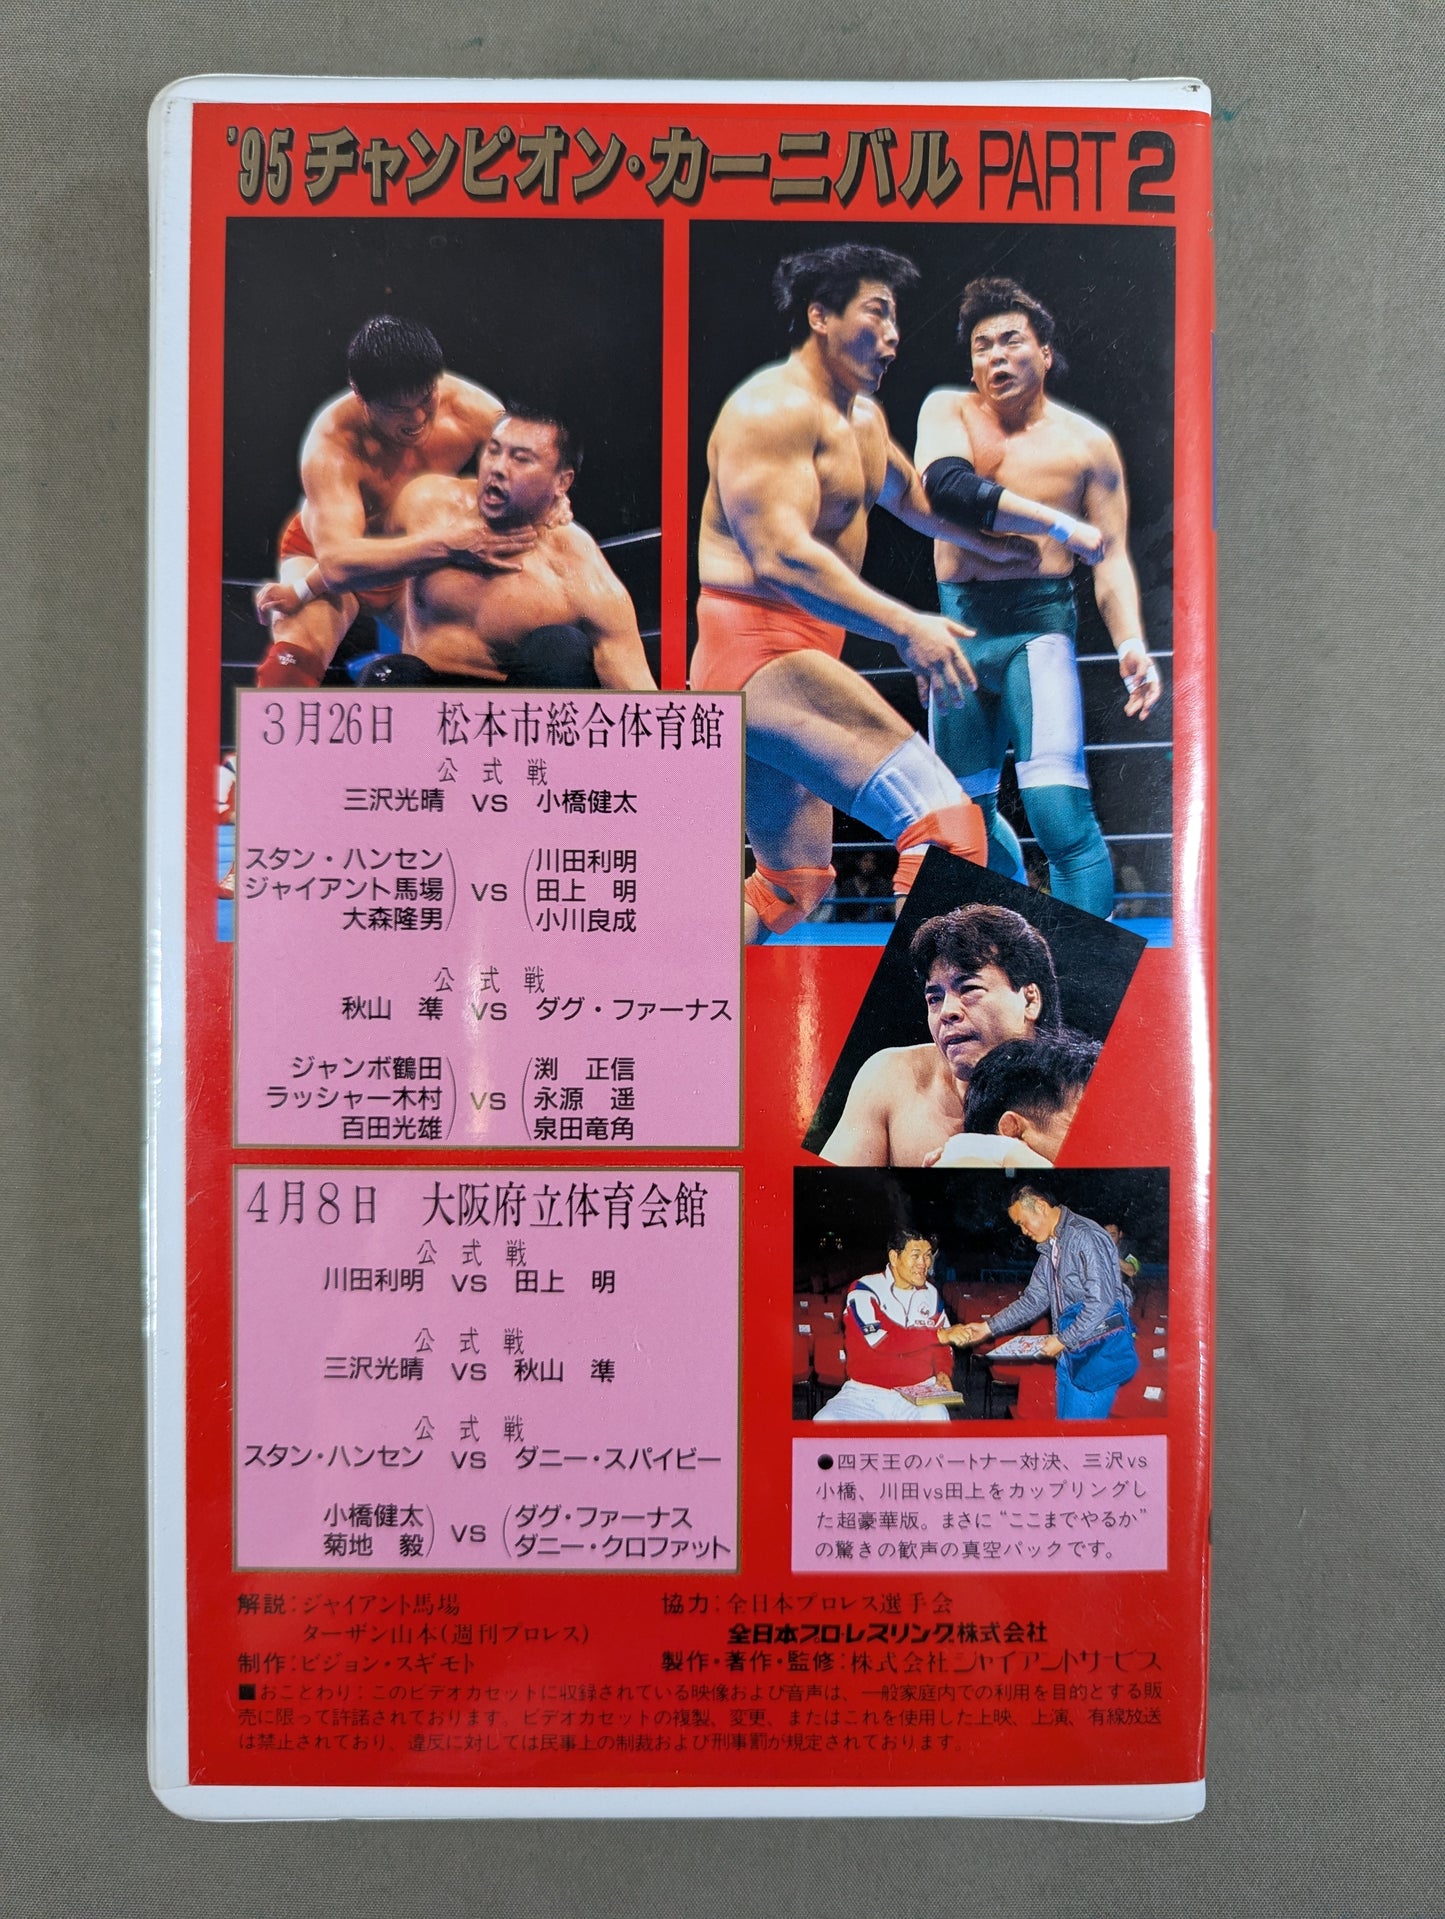 '95 チャンピオン・カーニバル PART 2
3月26日 松本市総合体育館
公式戦
三沢光晴 VS 小橋健太
スタン・ハンセン 川田利明
ジャイアント馬場 VS 田上 明
大森隆男 小川良成
公式戦
秋山 準 VS ダグ・ファーナス
ジャンボ鶴田 渕 正信
ラッシャー木村 VS 永源 遥
百田光雄 泉田竜角
4月8日 大阪府立体育会館
公式戦
川田利明 VS 田上 明
公式戦
三沢光晴 VS 秋山 準
公式戦
スタン・ハンセン VS ダニー・スパイビー
小橋健太 VS ダグ・ファーナス
菊地 毅 ダニー・クロファット
●四天王のパートナー対決、三沢vs
小橋、川田vs田上をカップリングし
た超豪華版。まさに“ここまでやるか”
の驚きの歓声の真空パックです。
解説:ジャイアント馬場
ターザン山本(週刊プロレス)
制作:ビジョン・スギモト
協力:全日本プロレス選手会
全日本プロ・レスリング株式会社
製作・著作・監修:株式会社ジャイアントサービス
■おことわり:このビデオカセットに収録されている映像および音声は、一般家庭内での利用を目的とする販
売に限って許諾されております。ビデオカセットの複製、変更、またはこれを使用した上映、上演、有線放送
は禁止されており、違反に対しては民事上の制裁および刑事罰が規定されております。